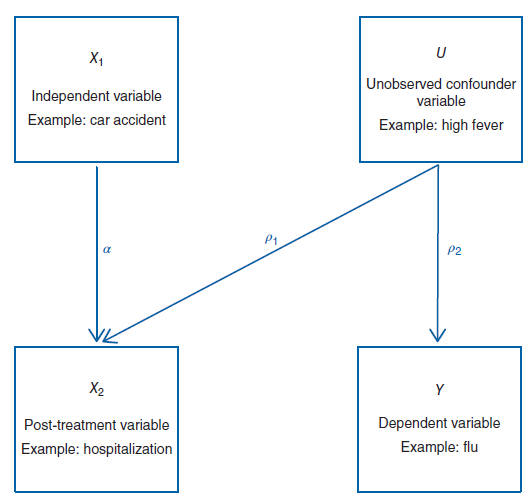 X1
Independent variable
Example: car accident
U
Unobserved confounder
variable
Example: high fever
α
ρ1
ρ2
X2
Post-treatment variable
Example: hospitalization
Y
Dependent variable
Example: flu